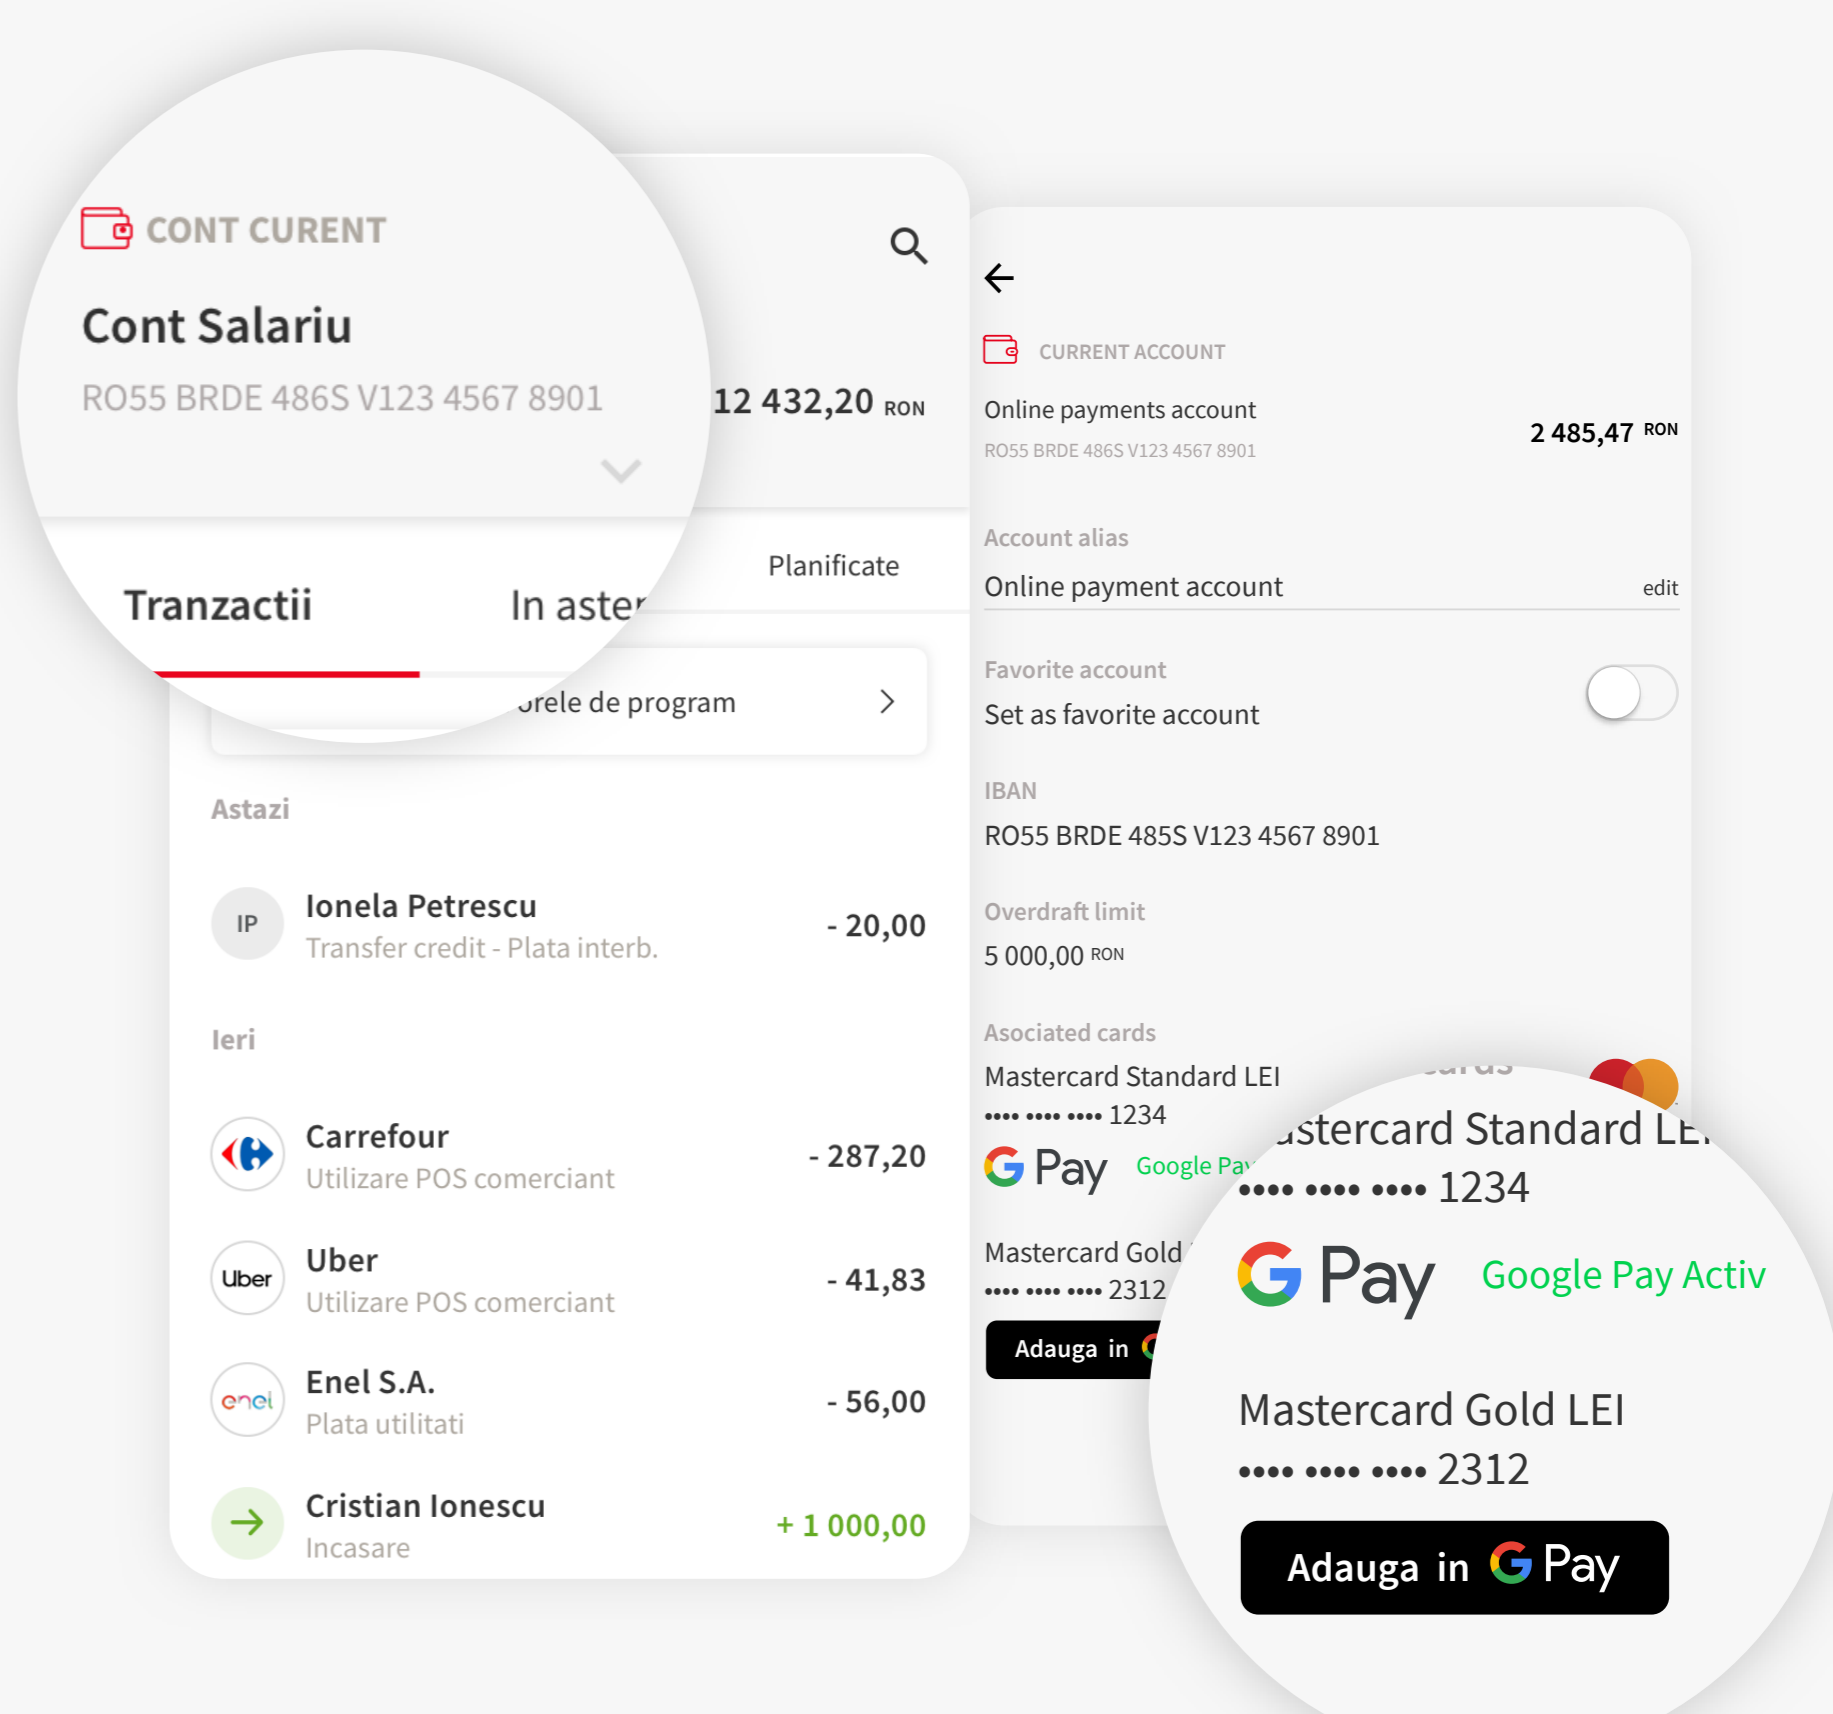 CONT CURENT
Cont Salariu
RO55 BRDE 486S V123 4567 8901
12 432,20 RON
Tranzactii
In
Planificate
de program
Astazi
IP
Ionela Petrescu
- 20,00
Transfer credit - Plata interb.
Ieri
Carrefour
- 287,20
Utilizare POS comerciant
Uber
Uber
- 41,83
Utilizare POS comerciant
enel
Enel S.A.
- 56,00
Plata utilitati
Cristian Ionescu
+ 1 000,00
Incasare
CURRENT ACCOUNT
Online payments account
2 485,47 RON
RO55 BRDE 486S V123 4567 8901
Account alias
Online payment account
edit
Favorite account
Set as favorite account
IBAN
RO55 BRDE 485S V123 4567 8901
Overdraft limit
5 000,00 RON
Asociated cards
Mastercard Standard LEI
•••• •••• •••• 1234
G Pay Google Pay
Mastercard Gold
•••• •••• •••• 2312
Adauga in
Standard
•••• •••• •••• 1234
G Pay Google Pay Activ
Mastercard Gold LEI
•••• •••• •••• 2312
Adauga in G Pay